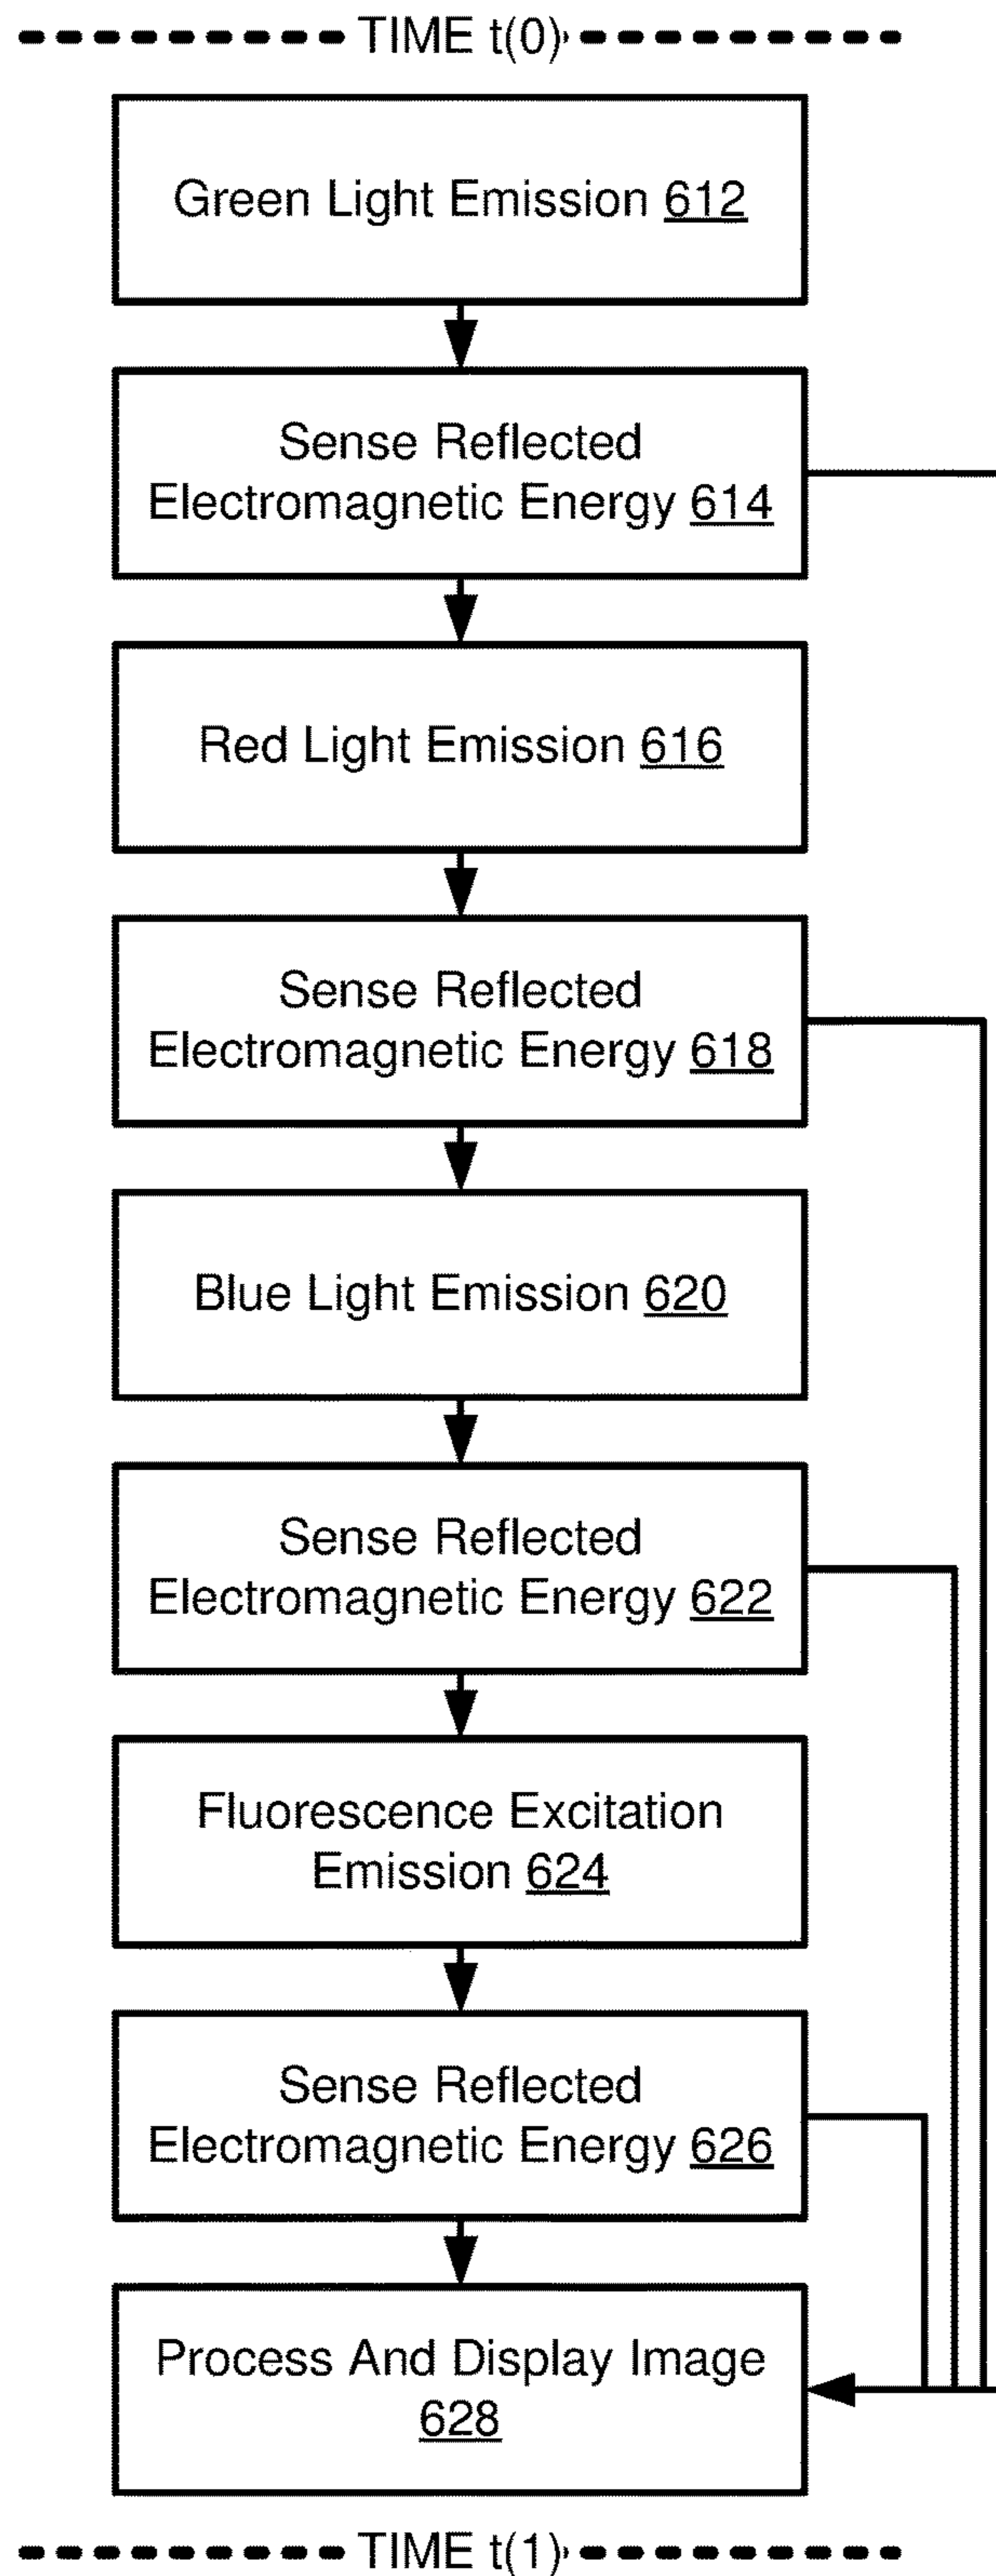 TIME t(0)
Green Light Emission 612
Sense Reflected
Electromagnetic Energy 614
Red Light Emission 616
Sense Reflected
Electromagnetic Energy 618
Blue Light Emission 620
Sense Reflected
Electromagnetic Energy 622
Fluorescence Excitation
Emission 624
Sense Reflected
Electromagnetic Energy 626
Process And Display Image
628
TIME t(1)